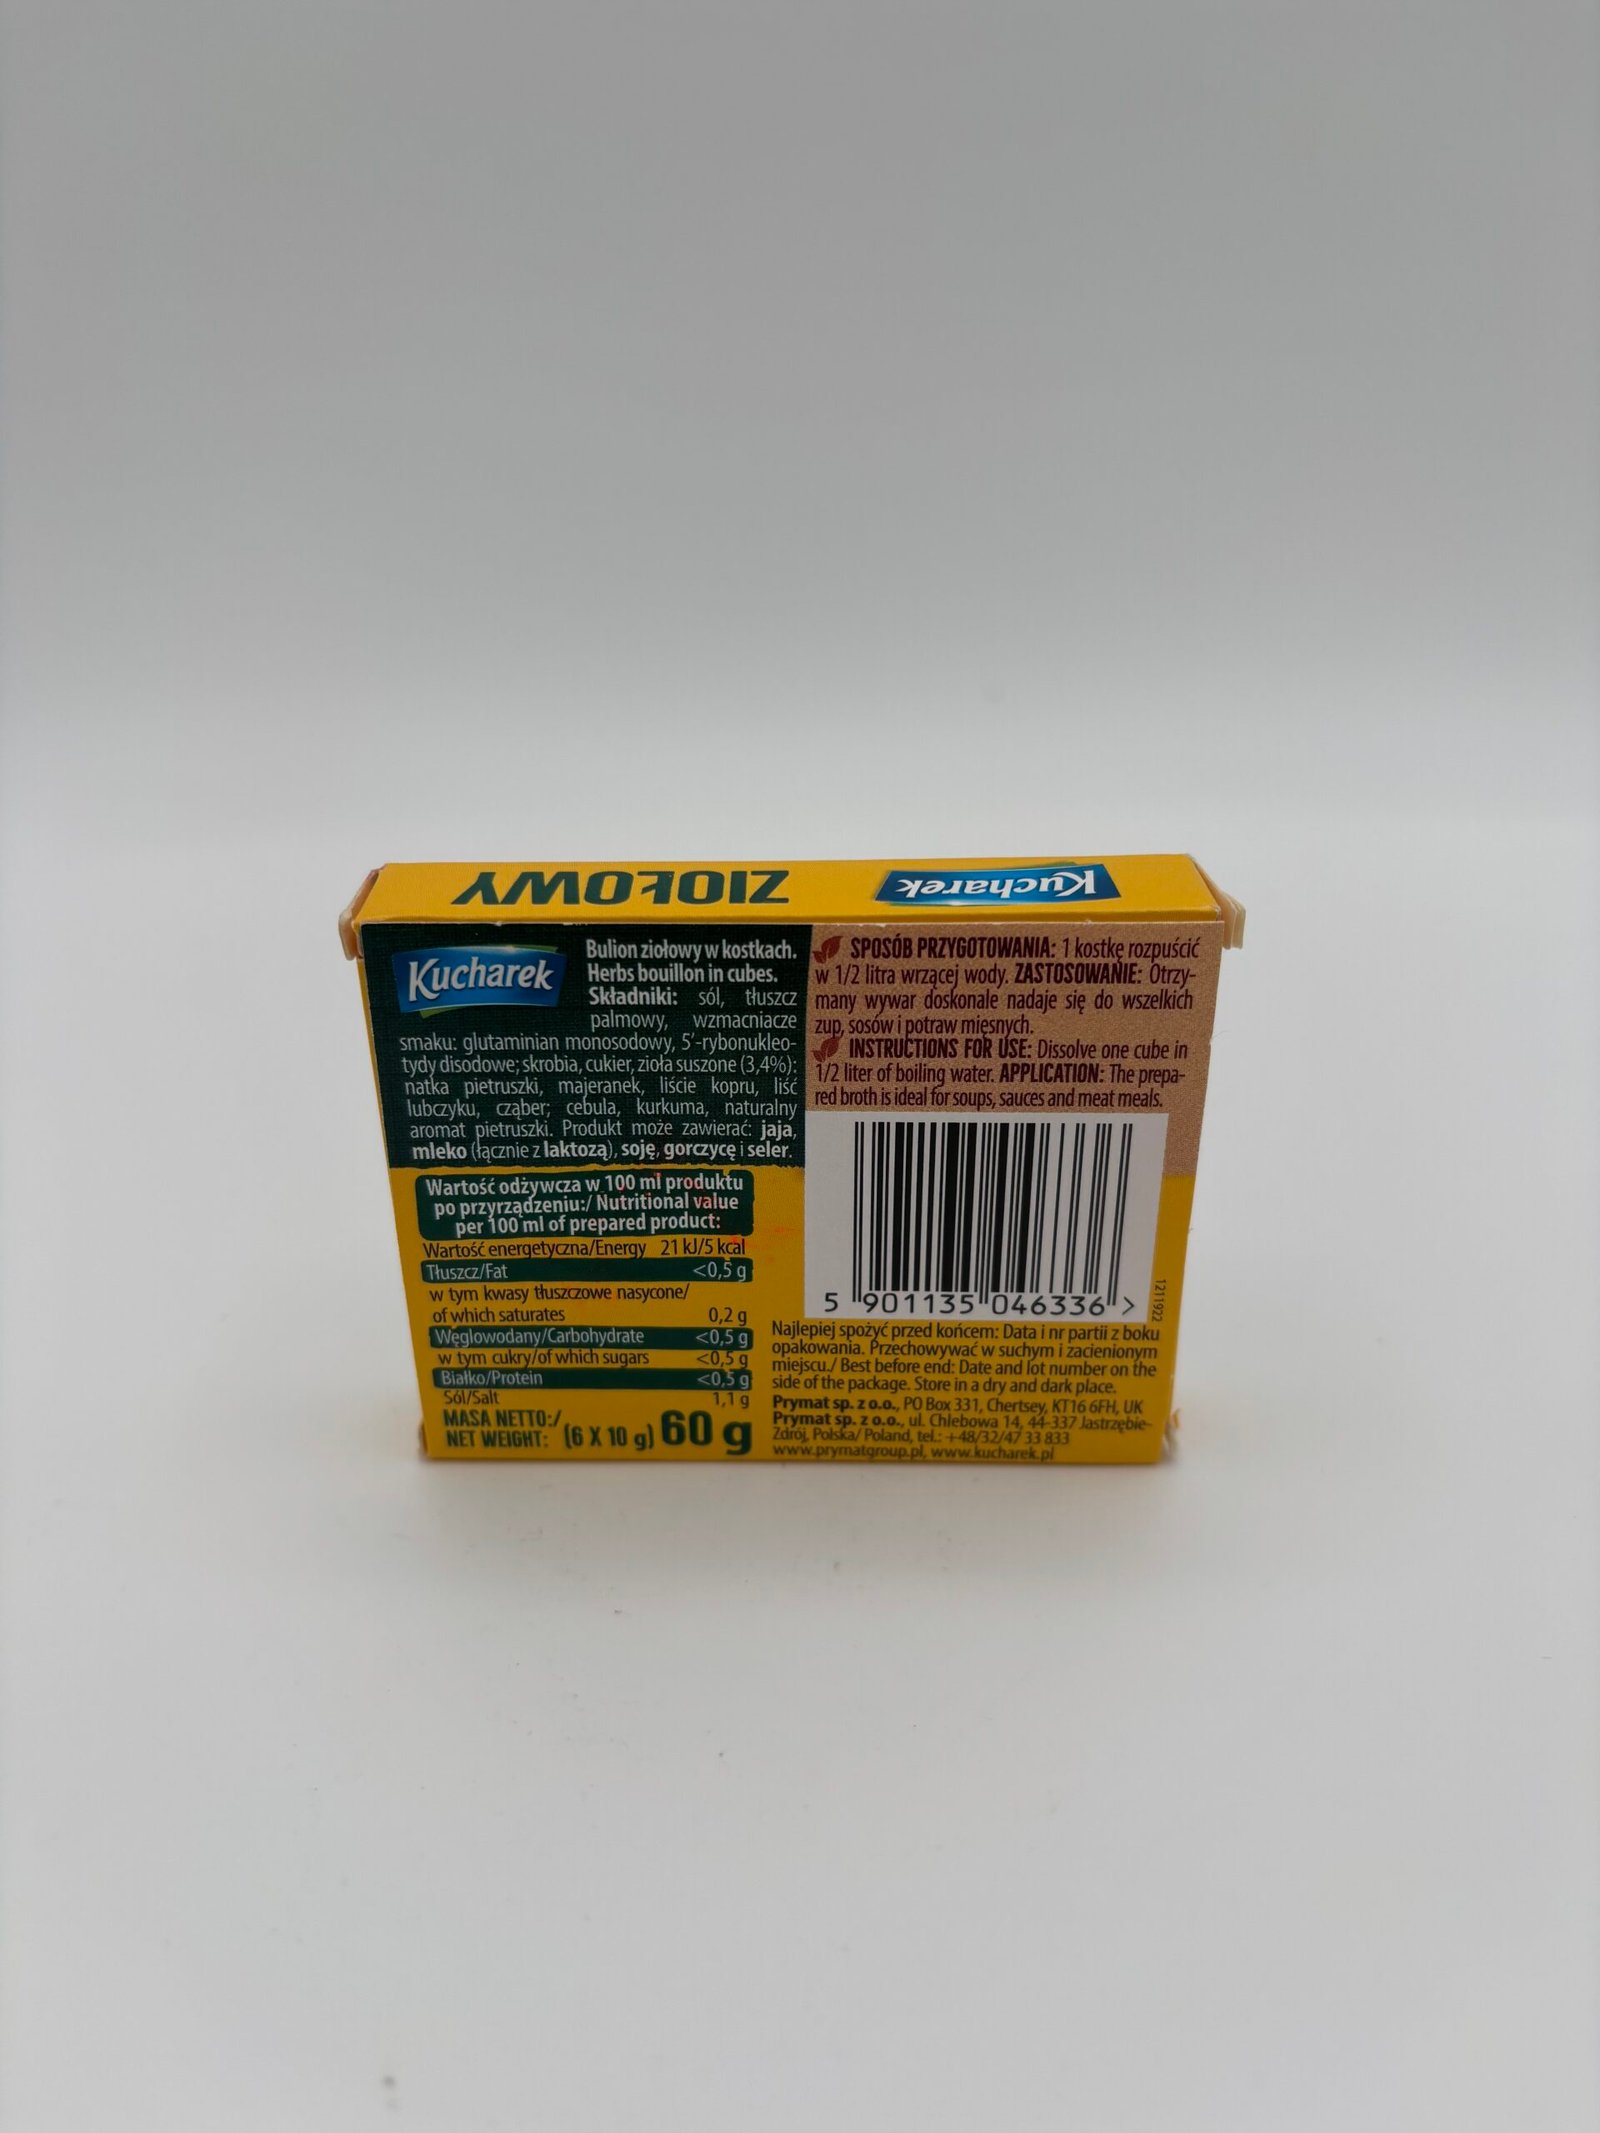 ZIOŁOWY
Kucharek
Kucharek
Bulion ziołowy w kostkach.
Herbs bouillon in cubes.
Składniki: sól, tłuszcz
palmowy, wzmacniacze
smaku: glutaminian monosodowy, 5'-rybonukleo-
tydy disodowe; skrobia, cukier, zioła suszone (3,4%):
natka pietruszki, majeranek, liście kopru, liść
lubczyku, cząber; cebula, kurkuma, naturalny
aromat pietruszki. Produkt może zawierać: jaja,
mleko (łącznie z laktozą), soję, gorczycę i seler.
Wartość odżywcza w 100 ml produktu
po przyrządzeniu:/ Nutritional value
per 100 ml of prepared product:
Wartość energetyczna/Energy 21 kJ/5 kcal
Tłuszcz/Fat <0,5 g
w tym kwasy tłuszczowe nasycone/
of which saturates 0,2 g
Węglowodany/Carbohydrate <0,5 g
w tym cukry/of which sugars <0,5 g
Białko/Protein <0,5 g
Sól/Salt 1,1 g
MASA NETTO:/
NET WEIGHT: (6 X 10 g) 60 g
SPOSÓB PRZYGOTOWANIA: 1 kostkę rozpuścić
w 1/2 litra wrzącej wody. ZASTOSOWANIE: Otrzy-
many wywar doskonale nadaje się do wszelkich
zup, sosów i potraw mięsnych.
INSTRUCTIONS FOR USE: Dissolve one cube in
1/2 liter of boiling water. APPLICATION: The prepa-
red broth is ideal for soups, sauces and meat meals.
5 901135 046336 >
1211922
Najlepiej spożyć przed końcem: Data i nr partii z boku
opakowania. Przechowywać w suchym i zacienionym
miejscu./ Best before end: Date and lot number on the
side of the package. Store in a dry and dark place.
Prymat sp. z o.o., PO Box 331, Chertsey, KT16 6FH, UK
Prymat sp. z o.o., ul. Chlebowa 14, 44-337 Jastrzębie-
Zdrój, Polska/ Poland, tel.: +48/32/47 33 833
www.prymatgroup.pl, www.kucharek.pl